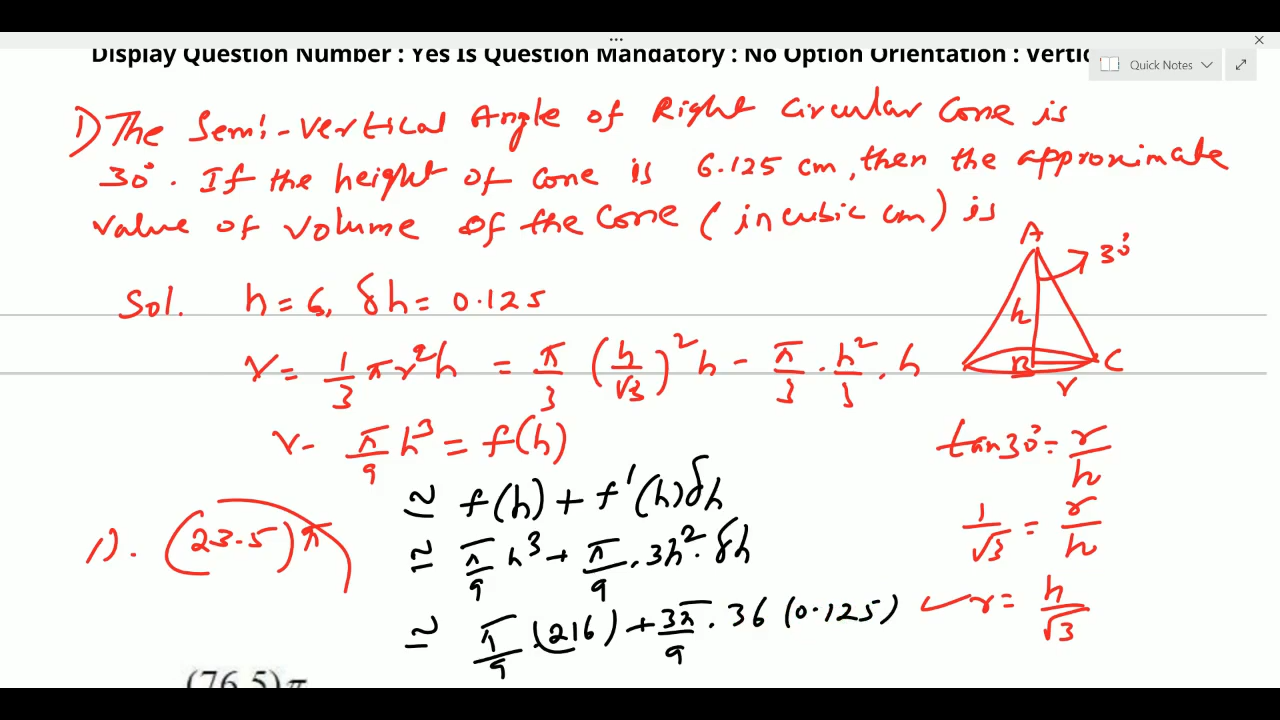 Display Question Number : Yes Is Question Mandatory : No Option Orientation : Vertic
Quick Notes
1) The Semi-vertical Angle of Right Circular Cone is
30°. If the height of cone is 6.125 cm, then the approximate
value of volume of the Cone (in cubic cm) is
A
30°
h
B
C
r
Sol. h = 6, δh = 0.125
V = 1/3 πr²h = π/3 (h/√3)² h - π/3 · h²/3 · h
V - π/9 h³ = f(h)
tan30° = r/h
≅ f(h) + f'(h)δh
1/√3 = r/h
1). (23.5)π
≅ π/9 h³ + π/9 · 3h² · δh
r = h/√3
≅ π/9 (216) + 3π/9 · 36 (0.125)
(76.5)π